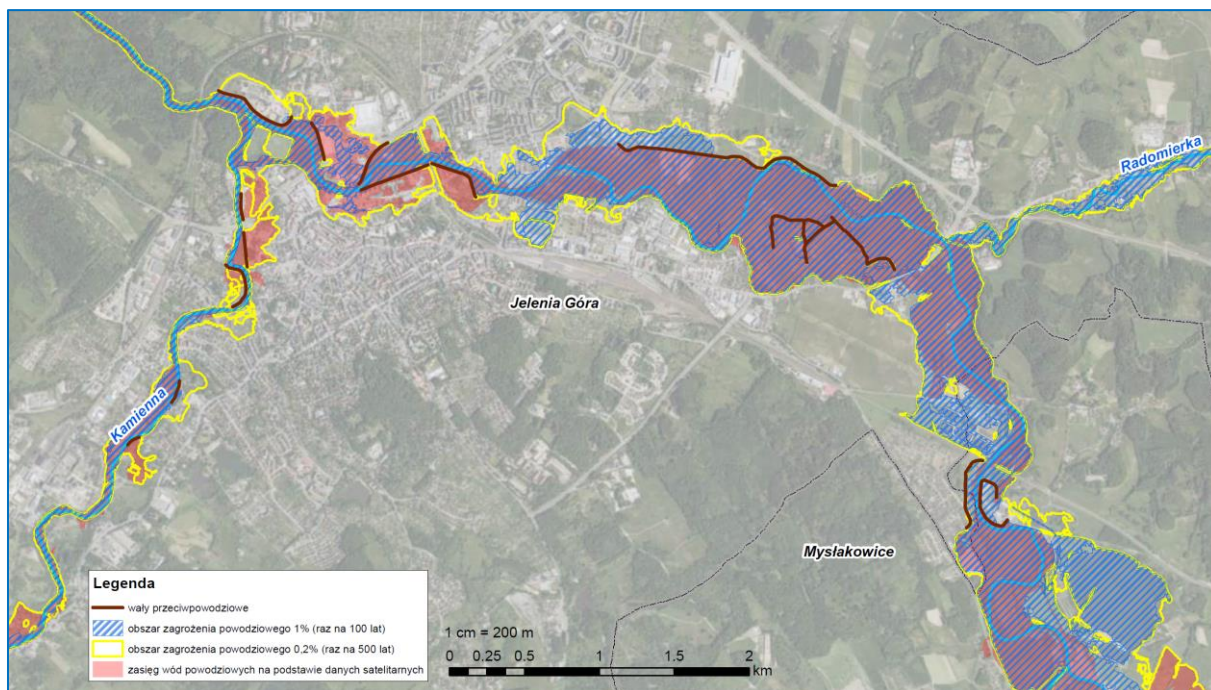 Radomierka
Jelenia Góra
Kamienna
Mysłakowice
Legenda
wały przeciwpowodziowe
obszar zagrożenia powodziowego 1% (raz na 100 lat)
obszar zagrożenia powodziowego 0,2% (raz na 500 lat)
zasięg wód powodziowych na podstawie danych satelitarnych
1 cm = 200 m
0 0.25 0.5 1 1.5 2
km